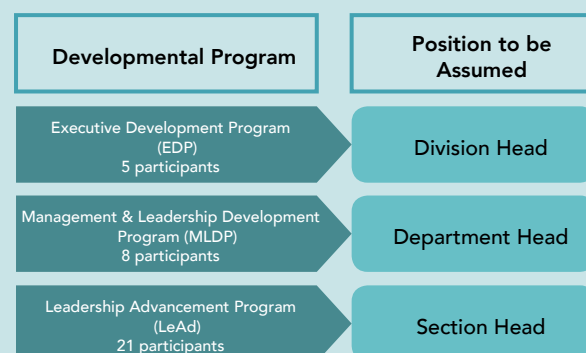 Developmental Program
Position to be
Assumed
Executive Development Program
(EDP)
5 participants
Division Head
Management & Leadership Development
Program (MLDP)
8 participants
Department Head
Leadership Advancement Program
(LeAd)
21 participants
Section Head